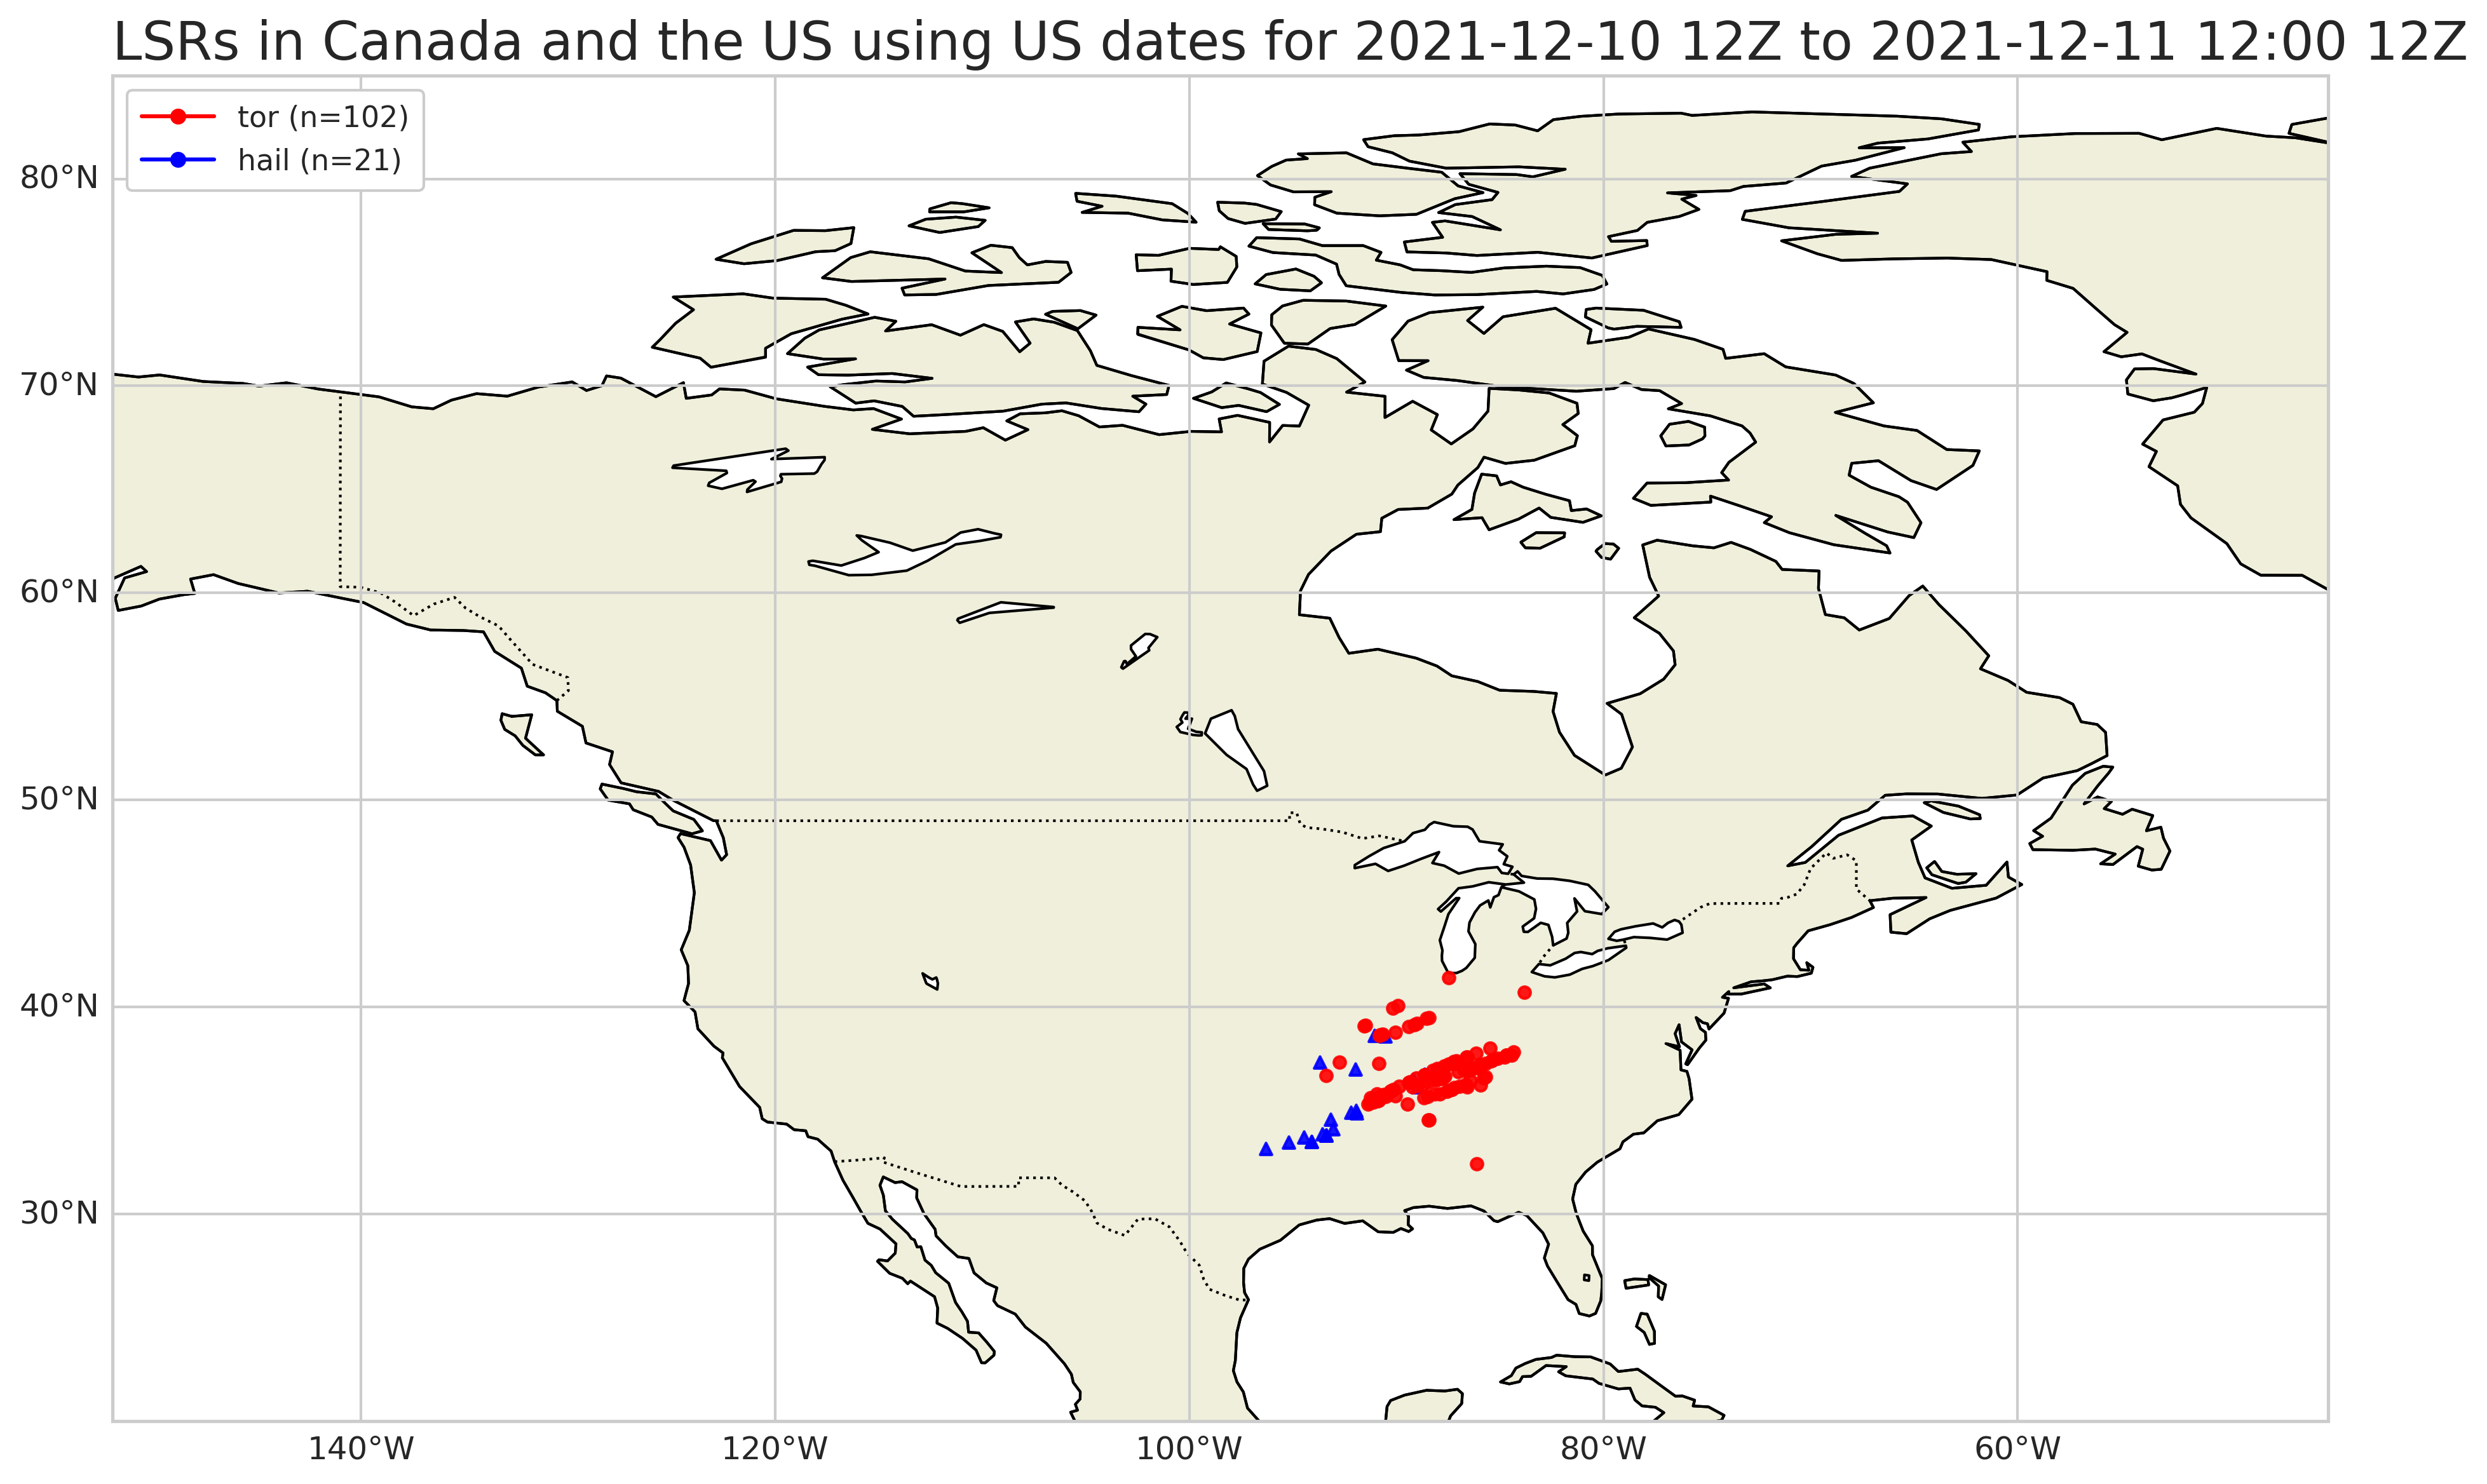 LSRs in Canada and the US using US dates for 2021-12-10 12Z to 2021-12-11 12:00 12Z
tor (n=102)
hail (n=21)
80°N
70°N
60°N
50°N
40°N
30°N
140°W
120°W
100°W
80°W
60°W